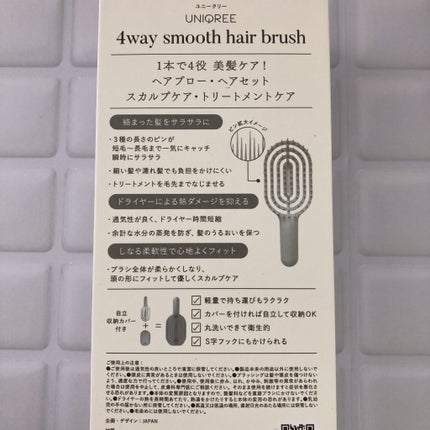 ユニークリー
UNIQREE
4way smooth hair brush
1本で4役 美髪ケア!
ヘアブロー・ヘアセット
スカルプケア・トリートメントケア
絡まった髪をサラサラに
ピン拡大イメージ
・3種の長さのピンが
短毛〜長毛まで一気にキャッチ
瞬時にサラサラ
・細い髪や濡れ髪でも負担をかけにくい
・トリートメントを毛先までなじませる
ドライヤーによる熱ダメージを抑える
・通気性が良く、ドライヤー時間短縮
・余計な水分の蒸発を防ぎ、髪のうるおいを保つ
しなる柔軟性で心地よくフィット
・ブラシ全体が柔らかくしなり、
頭の形にフィットして優しくスカルプケア
自立
収納カバー
付き
+
=
軽量で持ち運びもラクラク
カバーを付ければ自立して収納OK
丸洗いできて衛生的
S字フックにもかけられる
ご使用上の注意:
企画・デザイン:JAPAN